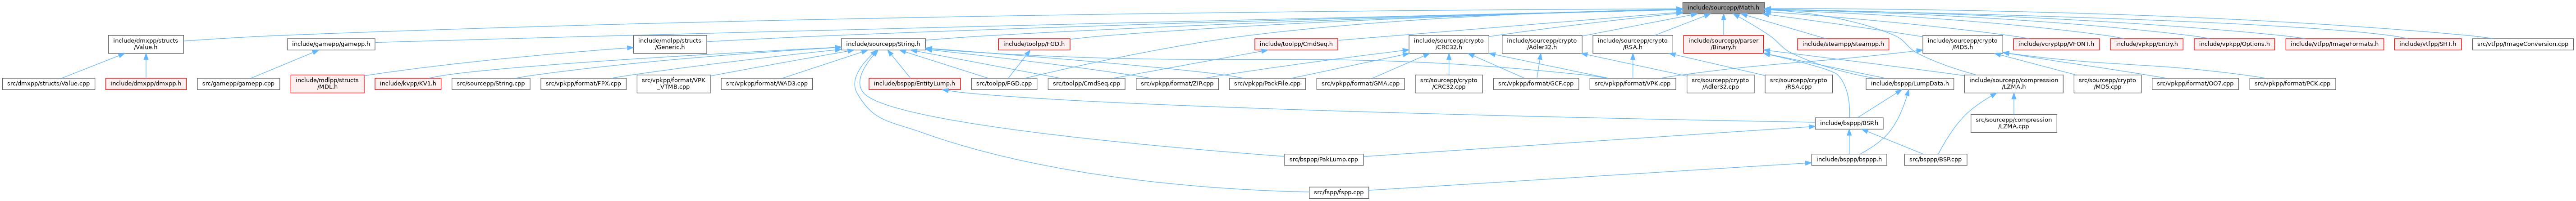 include/sourcepp/Math.h
include/dmxpp/structs
/Value.h
include/gamepp/gamepp.h
include/mdlpp/structs
/Generic.h
include/sourcepp/String.h
include/toolpp/FGD.h
include/toolpp/CmdSeq.h
include/sourcepp/crypto
/CRC32.h
include/sourcepp/crypto
/Adler32.h
include/sourcepp/crypto
/RSA.h
include/sourcepp/parser
/Binary.h
include/steampp/steampp.h
include/sourcepp/crypto
/MD5.h
include/vcryptpp/VFONT.h
include/vpkpp/Entry.h
include/vpkpp/Options.h
include/vtfpp/ImageFormats.h
include/vtfpp/SHT.h
src/vtfpp/ImageConversion.cpp
src/dmxpp/structs/Value.cpp
include/dmxpp/dmxpp.h
src/gamepp/gamepp.cpp
include/mdlpp/structs
/MDL.h
include/kvpp/KV1.h
src/sourcepp/String.cpp
src/vpkpp/format/FPX.cpp
src/vpkpp/format/VPK
_VTMB.cpp
src/vpkpp/format/WAD3.cpp
include/bsppp/EntityLump.h
src/toolpp/FGD.cpp
src/toolpp/CmdSeq.cpp
src/vpkpp/format/ZIP.cpp
src/vpkpp/PackFile.cpp
src/vpkpp/format/GMA.cpp
src/sourcepp/crypto
/CRC32.cpp
src/vpkpp/format/GCF.cpp
src/vpkpp/format/VPK.cpp
src/sourcepp/crypto
/Adler32.cpp
src/sourcepp/crypto
/RSA.cpp
include/bsppp/LumpData.h
include/sourcepp/compression
/LZMA.h
src/sourcepp/crypto
/MD5.cpp
src/vpkpp/format/OO7.cpp
src/vpkpp/format/PCK.cpp
include/bsppp/BSP.h
src/sourcepp/compression
/LZMA.cpp
src/bsppp/PakLump.cpp
include/bsppp/bsppp.h
src/bsppp/BSP.cpp
src/fspp/fspp.cpp